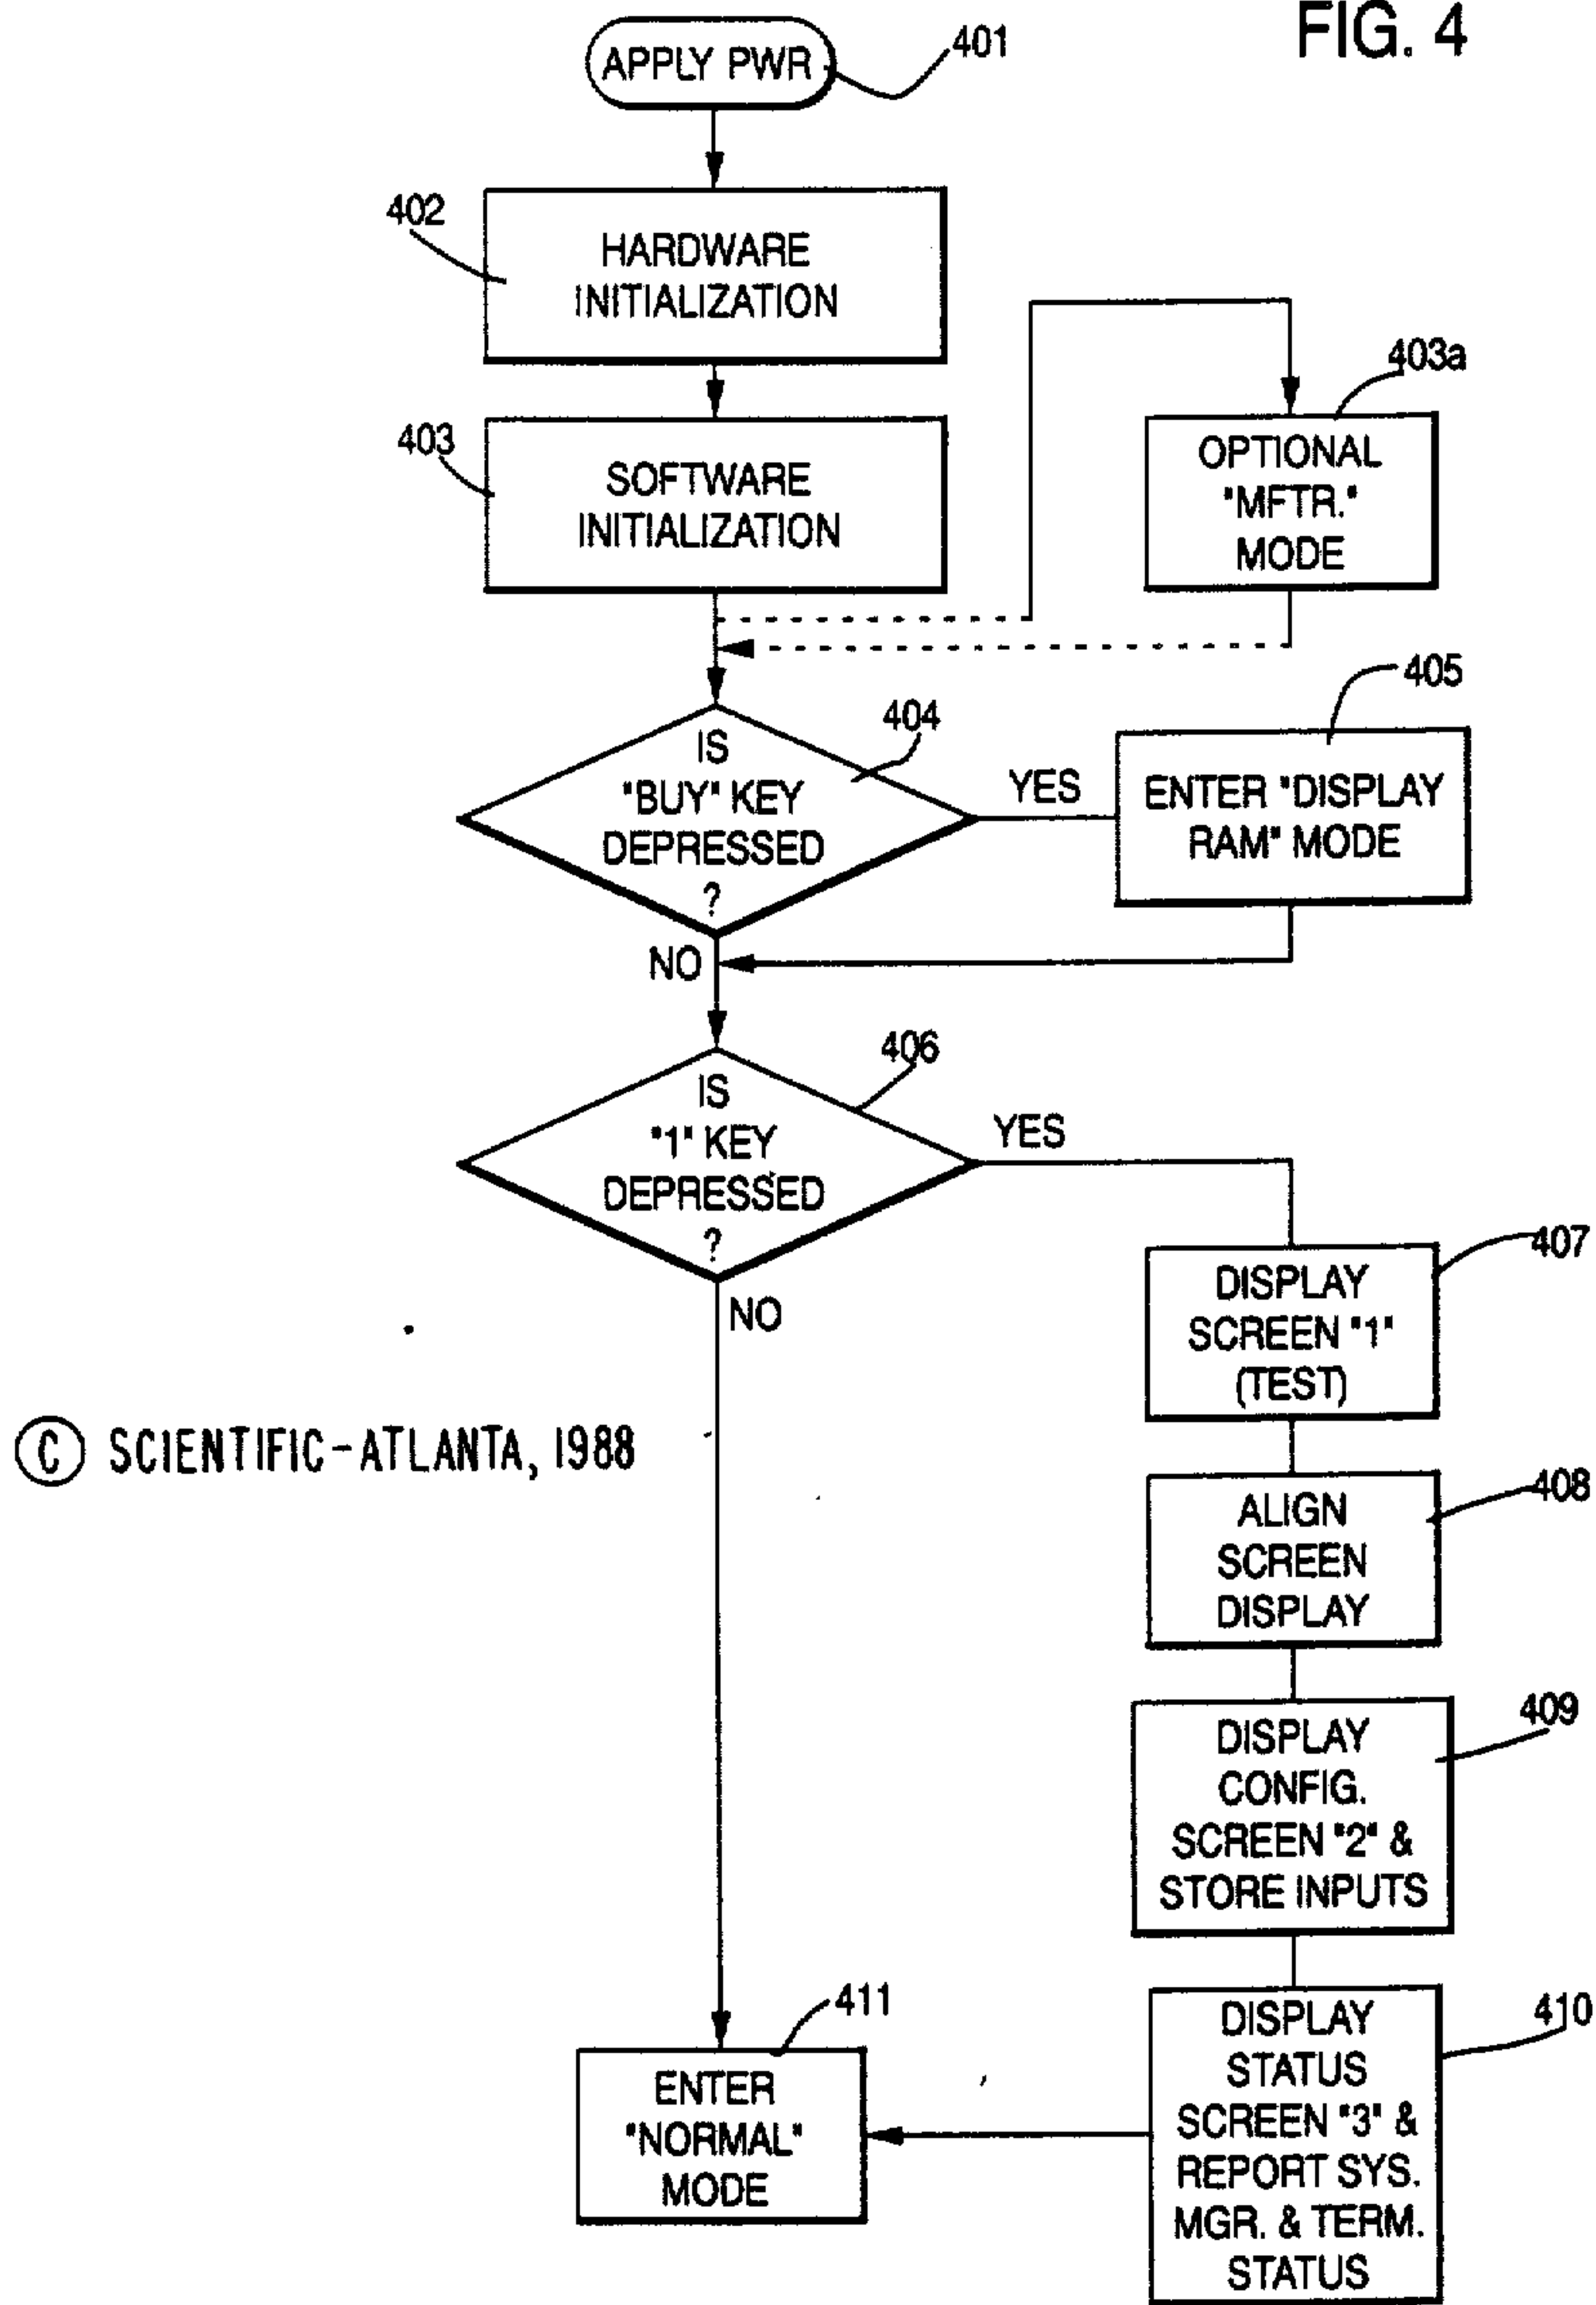 FIG. 4
APPLY PWR
401
402
HARDWARE
INITIALIZATION
403
SOFTWARE
INITIALIZATION
403a
OPTIONAL
"MFTR."
MODE
404
IS
"BUY" KEY
DEPRESSED
?
YES
405
ENTER "DISPLAY
RAM" MODE
NO
406
IS
"1" KEY
DEPRESSED
?
YES
NO
407
DISPLAY
SCREEN "1"
(TEST)
© SCIENTIFIC-ATLANTA, 1988
408
ALIGN
SCREEN
DISPLAY
409
DISPLAY
CONFIG.
SCREEN "2" &
STORE INPUTS
410
DISPLAY
STATUS
SCREEN "3" &
REPORT SYS.
MGR. & TERM.
STATUS
411
ENTER
"NORMAL"
MODE